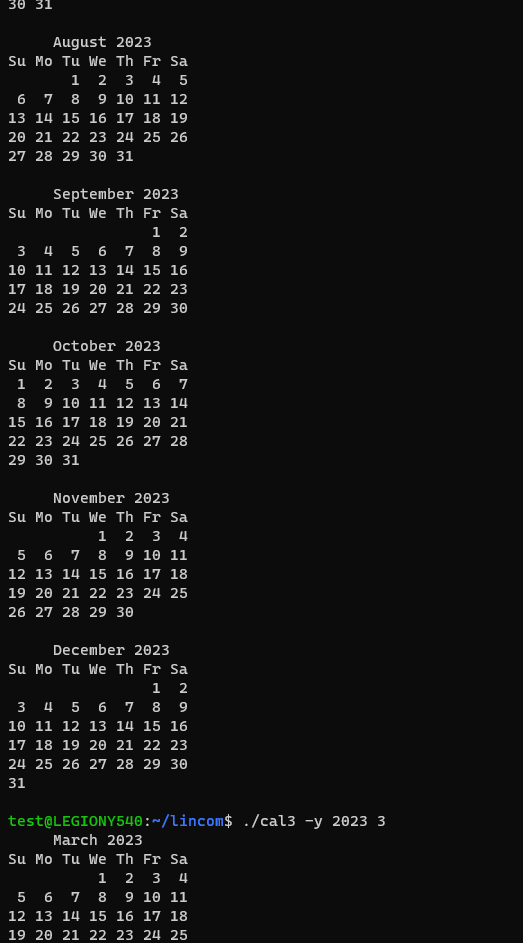 30 31
August 2023
Su Mo Tu We Th Fr Sa
1 2 3 4 5
6 7 8 9 10 11 12
13 14 15 16 17 18 19
20 21 22 23 24 25 26
27 28 29 30 31
September 2023
Su Mo Tu We Th Fr Sa
1 2
3 4 5 6 7 8 9
10 11 12 13 14 15 16
17 18 19 20 21 22 23
24 25 26 27 28 29 30
October 2023
Su Mo Tu We Th Fr Sa
1 2 3 4 5 6 7
8 9 10 11 12 13 14
15 16 17 18 19 20 21
22 23 24 25 26 27 28
29 30 31
November 2023
Su Mo Tu We Th Fr Sa
1 2 3 4
5 6 7 8 9 10 11
12 13 14 15 16 17 18
19 20 21 22 23 24 25
26 27 28 29 30
December 2023
Su Mo Tu We Th Fr Sa
1 2
3 4 5 6 7 8 9
10 11 12 13 14 15 16
17 18 19 20 21 22 23
24 25 26 27 28 29 30
31
test@LEGIONY540:~/lincom$ ./cal3 -y 2023 3
March 2023
Su Mo Tu We Th Fr Sa
1 2 3 4
5 6 7 8 9 10 11
12 13 14 15 16 17 18
19 20 21 22 23 24 25